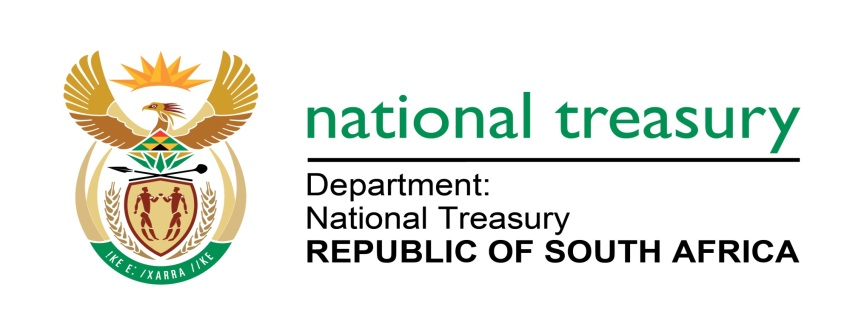 !KE E: /XARRA //KE
national treasury
Department:
National Treasury
REPUBLIC OF SOUTH AFRICA